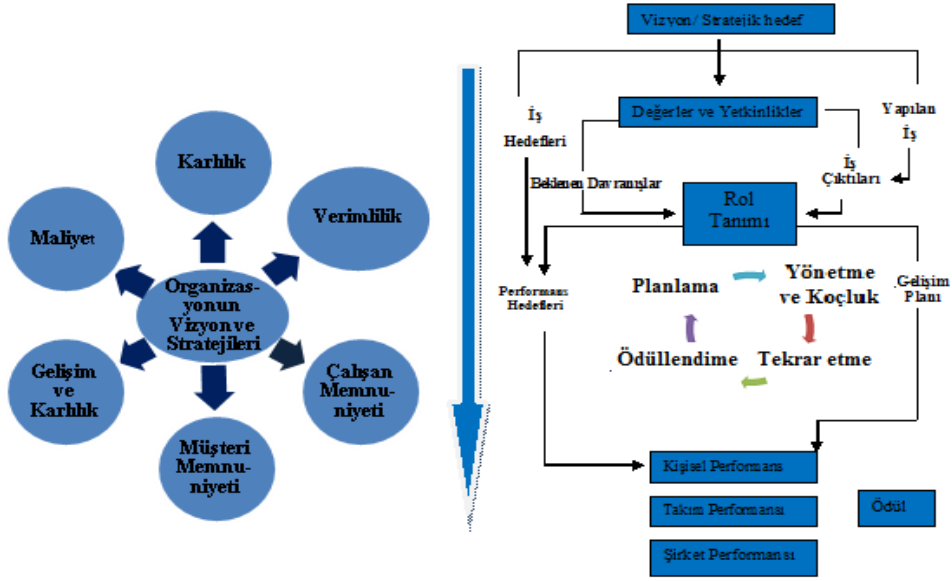 Karlılık
Verimlilik
Maliyet
Organizas-
yonun
Vizyon ve
Stratejileri
Gelişim
ve
Karlılık
Çalışan
Memnu-
niyeti
Müşteri
Memnu-
niyeti
Vizyon/ Stratejik hedef
İş
Hedefleri
Değerler ve Yetkinlikler
Yapılan
İş
Beklenen Davranışlar
İş
Çıktıları
Rol
Tanımı
Performans
Hedefleri
Planlama
Yönetme
ve Koçluk
Gelişim
Planı
Ödüllendime
Tekrar etme
Kişisel Performans
Takım Performansı
Ödül
Şirket Performansı